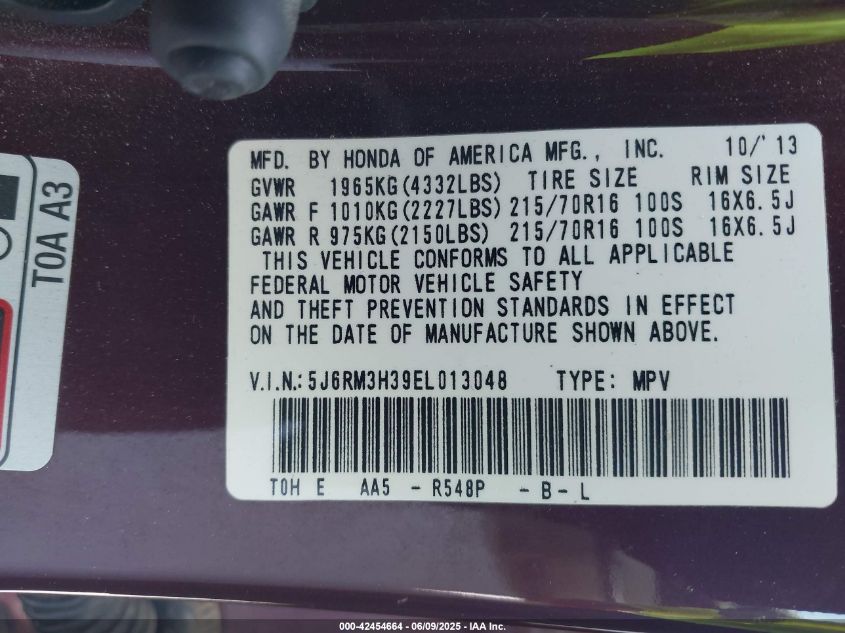 MFD. BY HONDA OF AMERICA MFG., INC. 10/'13
GVWR 1965KG(4332LBS) TIRE SIZE RIM SIZE
GAWR F 1010KG(2227LBS) 215/70R16 100S 16X6.5J
GAWR R 975KG(2150LBS) 215/70R16 100S 16X6.5J
THIS VEHICLE CONFORMS TO ALL APPLICABLE
FEDERAL MOTOR VEHICLE SAFETY
AND THEFT PREVENTION STANDARDS IN EFFECT
ON THE DATE OF MANUFACTURE SHOWN ABOVE.
V.I.N.: 5J6RM3H39EL013048 TYPE: MPV
T0H E AA5 - R548P - B - L
T0A A3
000-42454664 - 06/09/2025 - IAA Inc.